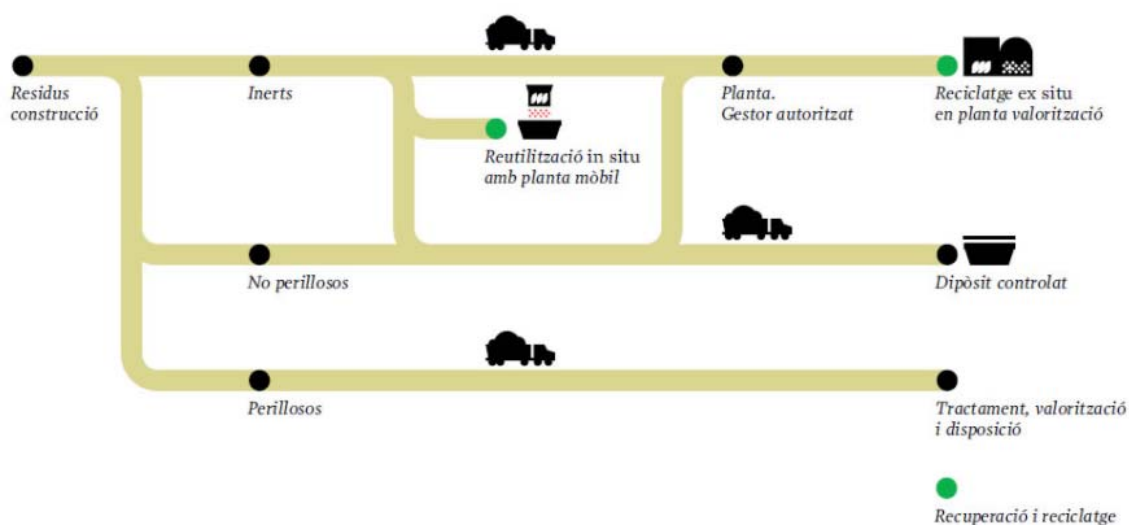 Residus
construcció
Inerts
Planta.
Gestor autoritzat
Reciclatge ex situ
en planta valorització
Reutilització in situ
amb planta mòbil
No perillosos
Dipòsit controlat
Perillosos
Tractament, valorització
i disposició
Recuperació i reciclatge